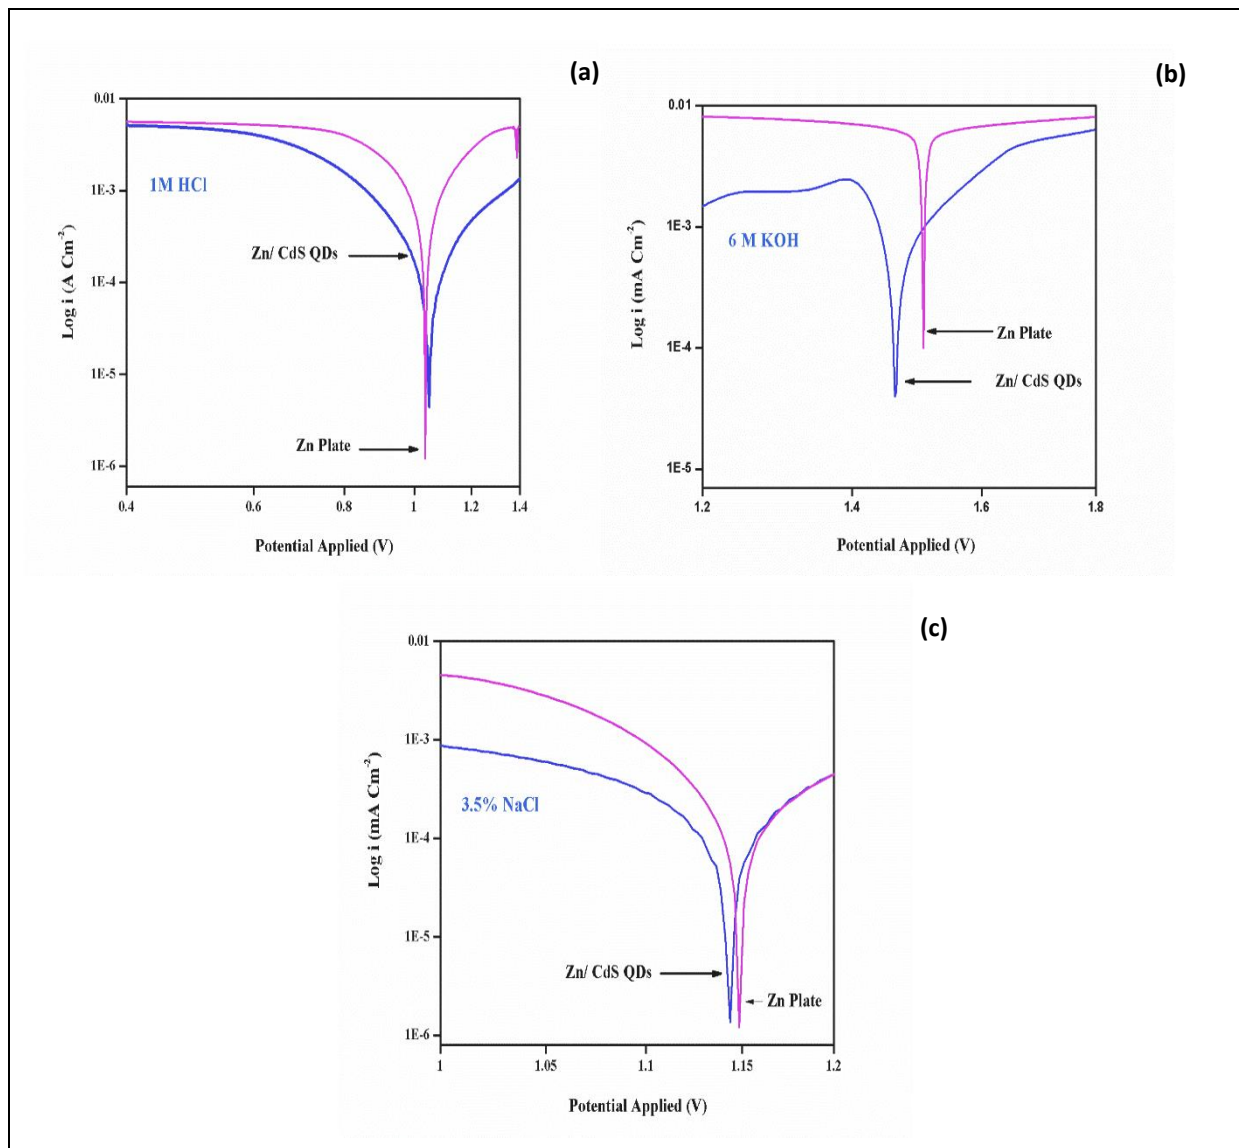 (a)
0.01
1E-3
1E-4
1E-5
1E-6
Log i (A Cm-2)
1M HCl
Zn/ CdS QDs
Zn Plate
0.4 0.6 0.8 1 1.2 1.4
Potential Applied (V)
(b)
0.01
1E-3
1E-4
1E-5
Log i (mA Cm-2)
6 M KOH
Zn Plate
Zn/ CdS QDs
1.2 1.4 1.6 1.8
Potential Applied (V)
(c)
0.01
1E-3
1E-4
1E-5
1E-6
Log i (mA Cm-2)
3.5% NaCl
Zn/ CdS QDs
Zn Plate
1 1.05 1.1 1.15 1.2
Potential Applied (V)